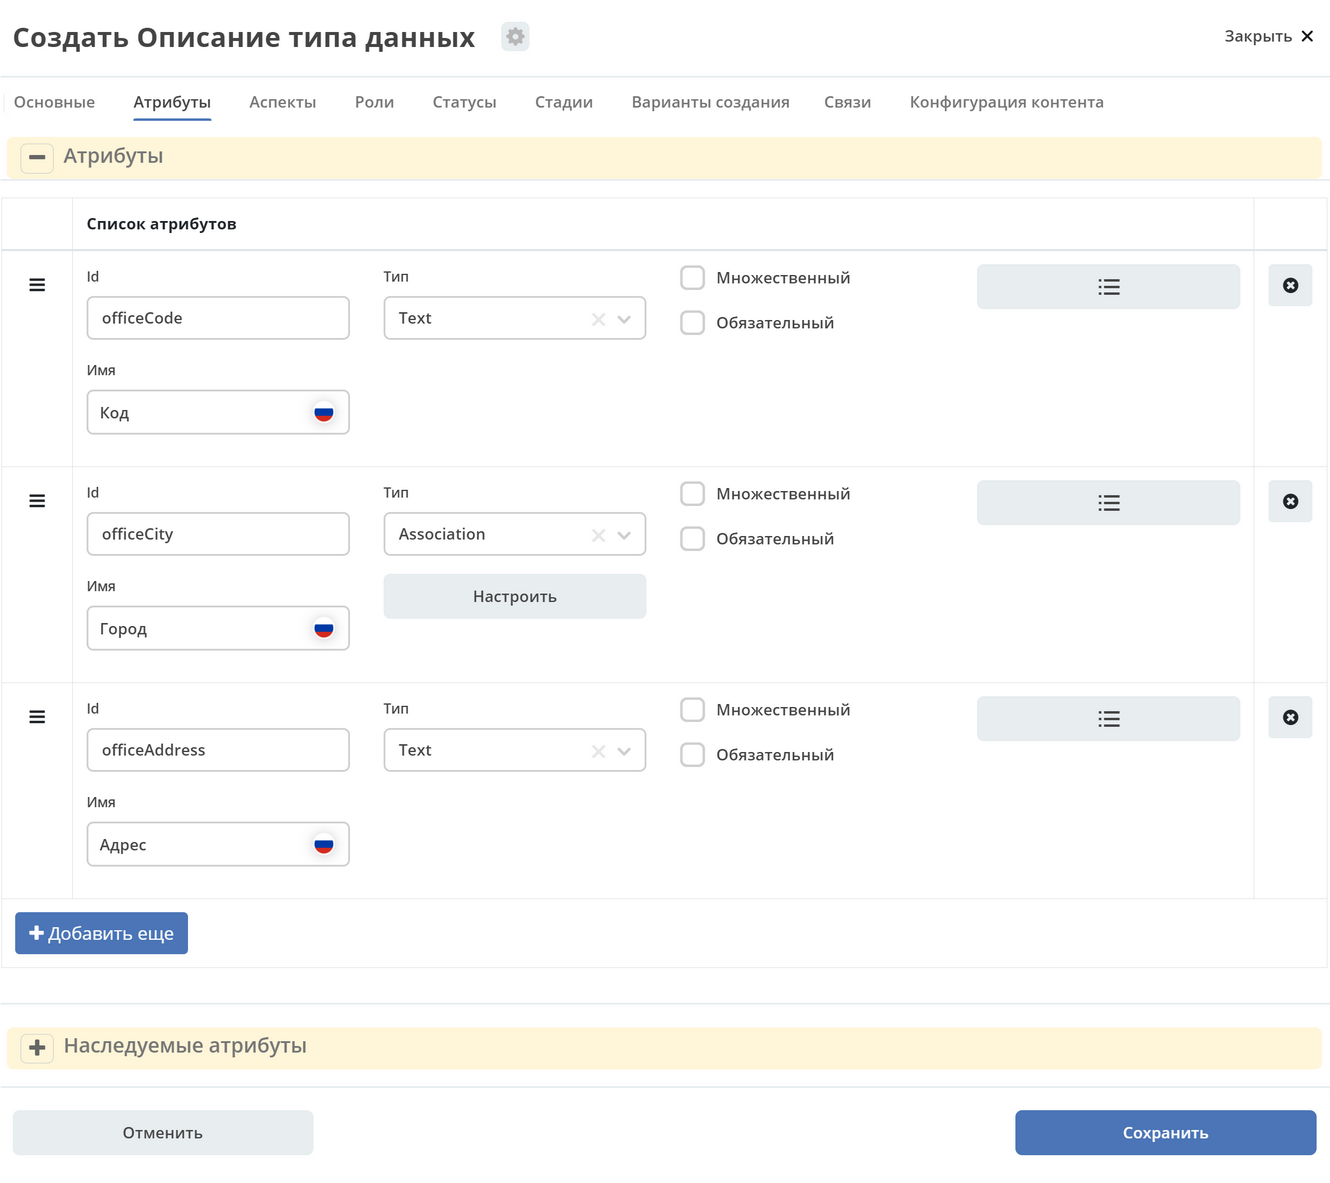 Создать Описание типа данных
Закрыть
Основные Атрибуты Аспекты Роли Статусы Стадии Варианты создания Связи Конфигурация контента
Атрибуты
Список атрибутов
Id Тип Множественный
officeCode Text Обязательный
Имя
Код
Id Тип Множественный
officeCity Association Обязательный
Имя Настроить
Город
Id Тип Множественный
officeAddress Text Обязательный
Имя
Адрес
Добавить еще
Наследуемые атрибуты
Отменить Сохранить